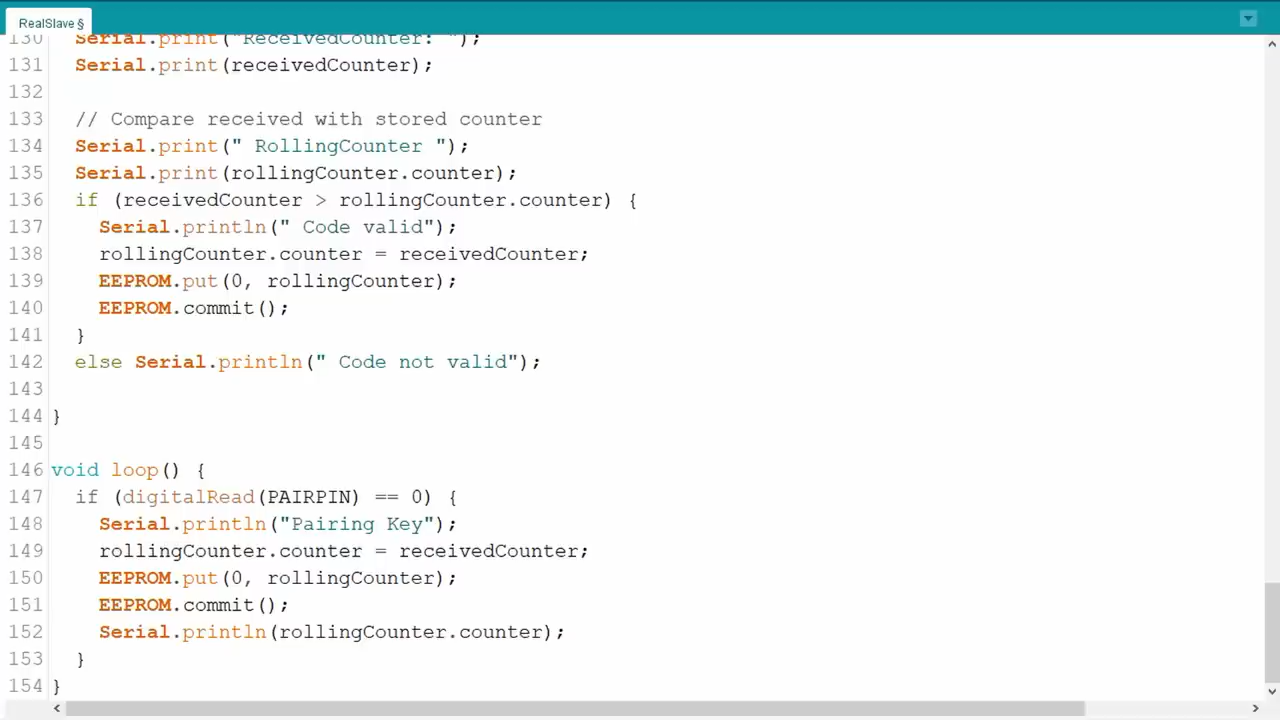 RealSlave §
130 Serial.print("ReceivedCounter: ");
131 Serial.print(receivedCounter);
132
133 // Compare received with stored counter
134 Serial.print(" RollingCounter ");
135 Serial.print(rollingCounter.counter);
136 if (receivedCounter > rollingCounter.counter) {
137 Serial.println(" Code valid");
138 rollingCounter.counter = receivedCounter;
139 EEPROM.put(0, rollingCounter);
140 EEPROM.commit();
141 }
142 else Serial.println(" Code not valid");
143
144 }
145
146 void loop() {
147 if (digitalRead(PAIRPIN) == 0) {
148 Serial.println("Pairing Key");
149 rollingCounter.counter = receivedCounter;
150 EEPROM.put(0, rollingCounter);
151 EEPROM.commit();
152 Serial.println(rollingCounter.counter);
153 }
154 }